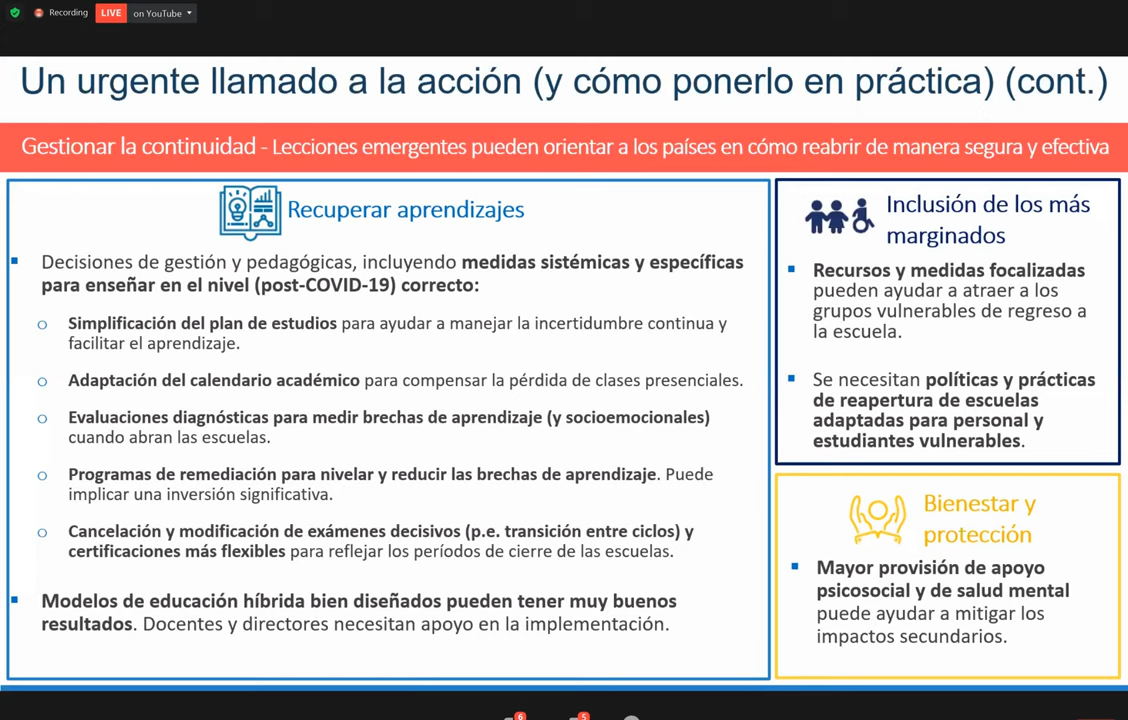 Recording
LIVE on YouTube
Un urgente llamado a la acción (y cómo ponerlo en práctica) (cont.)
Gestionar la continuidad - Lecciones emergentes pueden orientar a los países en cómo reabrir de manera segura y efectiva
Recuperar aprendizajes
▪ Decisiones de gestión y pedagógicas, incluyendo medidas sistémicas y específicas
para enseñar en el nivel (post-COVID-19) correcto:
o Simplificación del plan de estudios para ayudar a manejar la incertidumbre continua y
facilitar el aprendizaje.
o Adaptación del calendario académico para compensar la pérdida de clases presenciales.
o Evaluaciones diagnósticas para medir brechas de aprendizaje (y socioemocionales)
cuando abran las escuelas.
o Programas de remediación para nivelar y reducir las brechas de aprendizaje. Puede
implicar una inversión significativa.
o Cancelación y modificación de exámenes decisivos (p.e. transición entre ciclos) y
certificaciones más flexibles para reflejar los períodos de cierre de las escuelas.
▪ Modelos de educación híbrida bien diseñados pueden tener muy buenos
resultados. Docentes y directores necesitan apoyo en la implementación.
Inclusión de los más
marginados
▪ Recursos y medidas focalizadas
pueden ayudar a atraer a los
grupos vulnerables de regreso a
la escuela.
▪ Se necesitan políticas y prácticas
de reapertura de escuelas
adaptadas para personal y
estudiantes vulnerables.
Bienestar y
protección
▪ Mayor provisión de apoyo
psicosocial y de salud mental
puede ayudar a mitigar los
impactos secundarios.
6 5